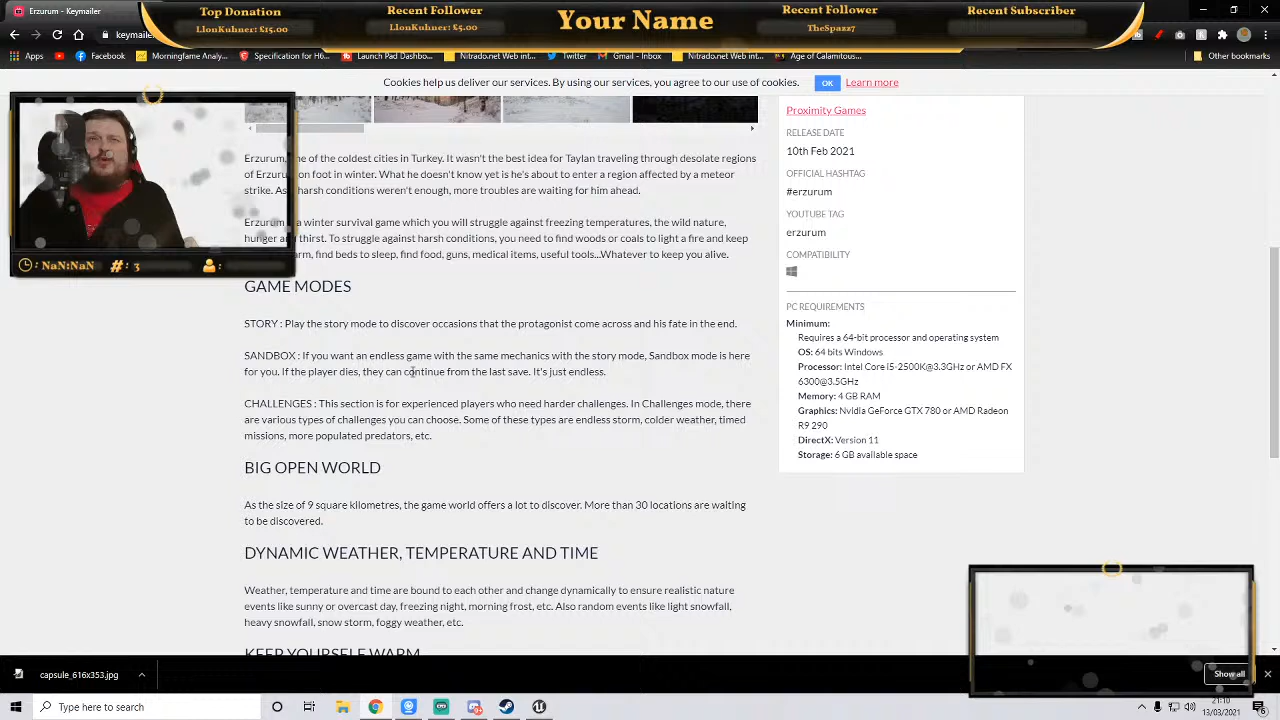 Erzurum - Keymailer
Top Donation
LIonKuhner: £15.00
Recent Follower
LIonKuhner: £5.00
Your Name
Recent Follower
TheSpazz7
Recent Subscriber
keymaile
Apps
Facebook
Morningfame Analy...
Specification for H6...
Launch Pad Dashbo...
Nitrado.net Web int...
Twitter
Gmail - Inbox
Nitrado.net Web int...
Age of Calamitous...
Other bookmarks
Cookies help us deliver our services. By using our services, you agree to our use of cookies.
OK
Learn more
: NaN:NaN
#: 3
:
Erzurum, ne of the coldest cities in Turkey. It wasn't the best idea for Taylan traveling through desolate regions
of Erzurum on foot in winter. What he doesn't know yet is he's about to enter a region affected by a meteor
strike. As harsh conditions weren't enough, more troubles are waiting for him ahead.
Erzurum a winter survival game which you will struggle against freezing temperatures, the wild nature,
hunger and thirst. To struggle against harsh conditions, you need to find woods or coals to light a fire and keep
arm, find beds to sleep, find food, guns, medical items, useful tools...Whatever to keep you alive.
GAME MODES
STORY : Play the story mode to discover occasions that the protagonist come across and his fate in the end.
SANDBOX : If you want an endless game with the same mechanics with the story mode, Sandbox mode is here
for you. If the player dies, they can continue from the last save. It's just endless.
CHALLENGES : This section is for experienced players who need harder challenges. In Challenges mode, there
are various types of challenges you can choose. Some of these types are endless storm, colder weather, timed
missions, more populated predators, etc.
BIG OPEN WORLD
As the size of 9 square kilometres, the game world offers a lot to discover. More than 30 locations are waiting
to be discovered.
DYNAMIC WEATHER, TEMPERATURE AND TIME
Weather, temperature and time are bound to each other and change dynamically to ensure realistic nature
events like sunny or overcast day, freezing night, morning frost, etc. Also random events like light snowfall,
heavy snowfall, snow storm, foggy weather, etc.
KEEP YOURSELF WARM
Proximity Games
RELEASE DATE
10th Feb 2021
OFFICIAL HASHTAG
#erzurum
YOUTUBE TAG
erzurum
COMPATIBILITY
PC REQUIREMENTS
Minimum:
Requires a 64-bit processor and operating system
OS: 64 bits Windows
Processor: Intel Core I5-2500K@3.3GHz or AMD FX
6300@3.5GHz
Memory: 4 GB RAM
Graphics: Nvidia GeForce GTX 780 or AMD Radeon
R9 290
DirectX: Version 11
Storage: 6 GB available space
capsule_616x353.jpg
Show all
Type here to search
21:10
13/03/2021
6